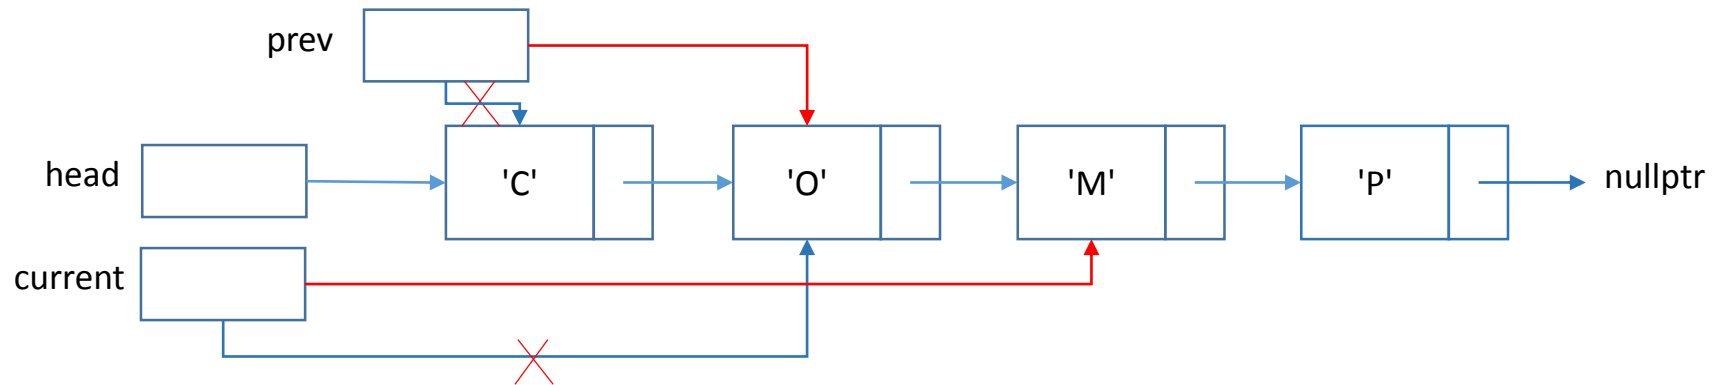 prev
head
'C'
'O'
'M'
'P'
nullptr
current